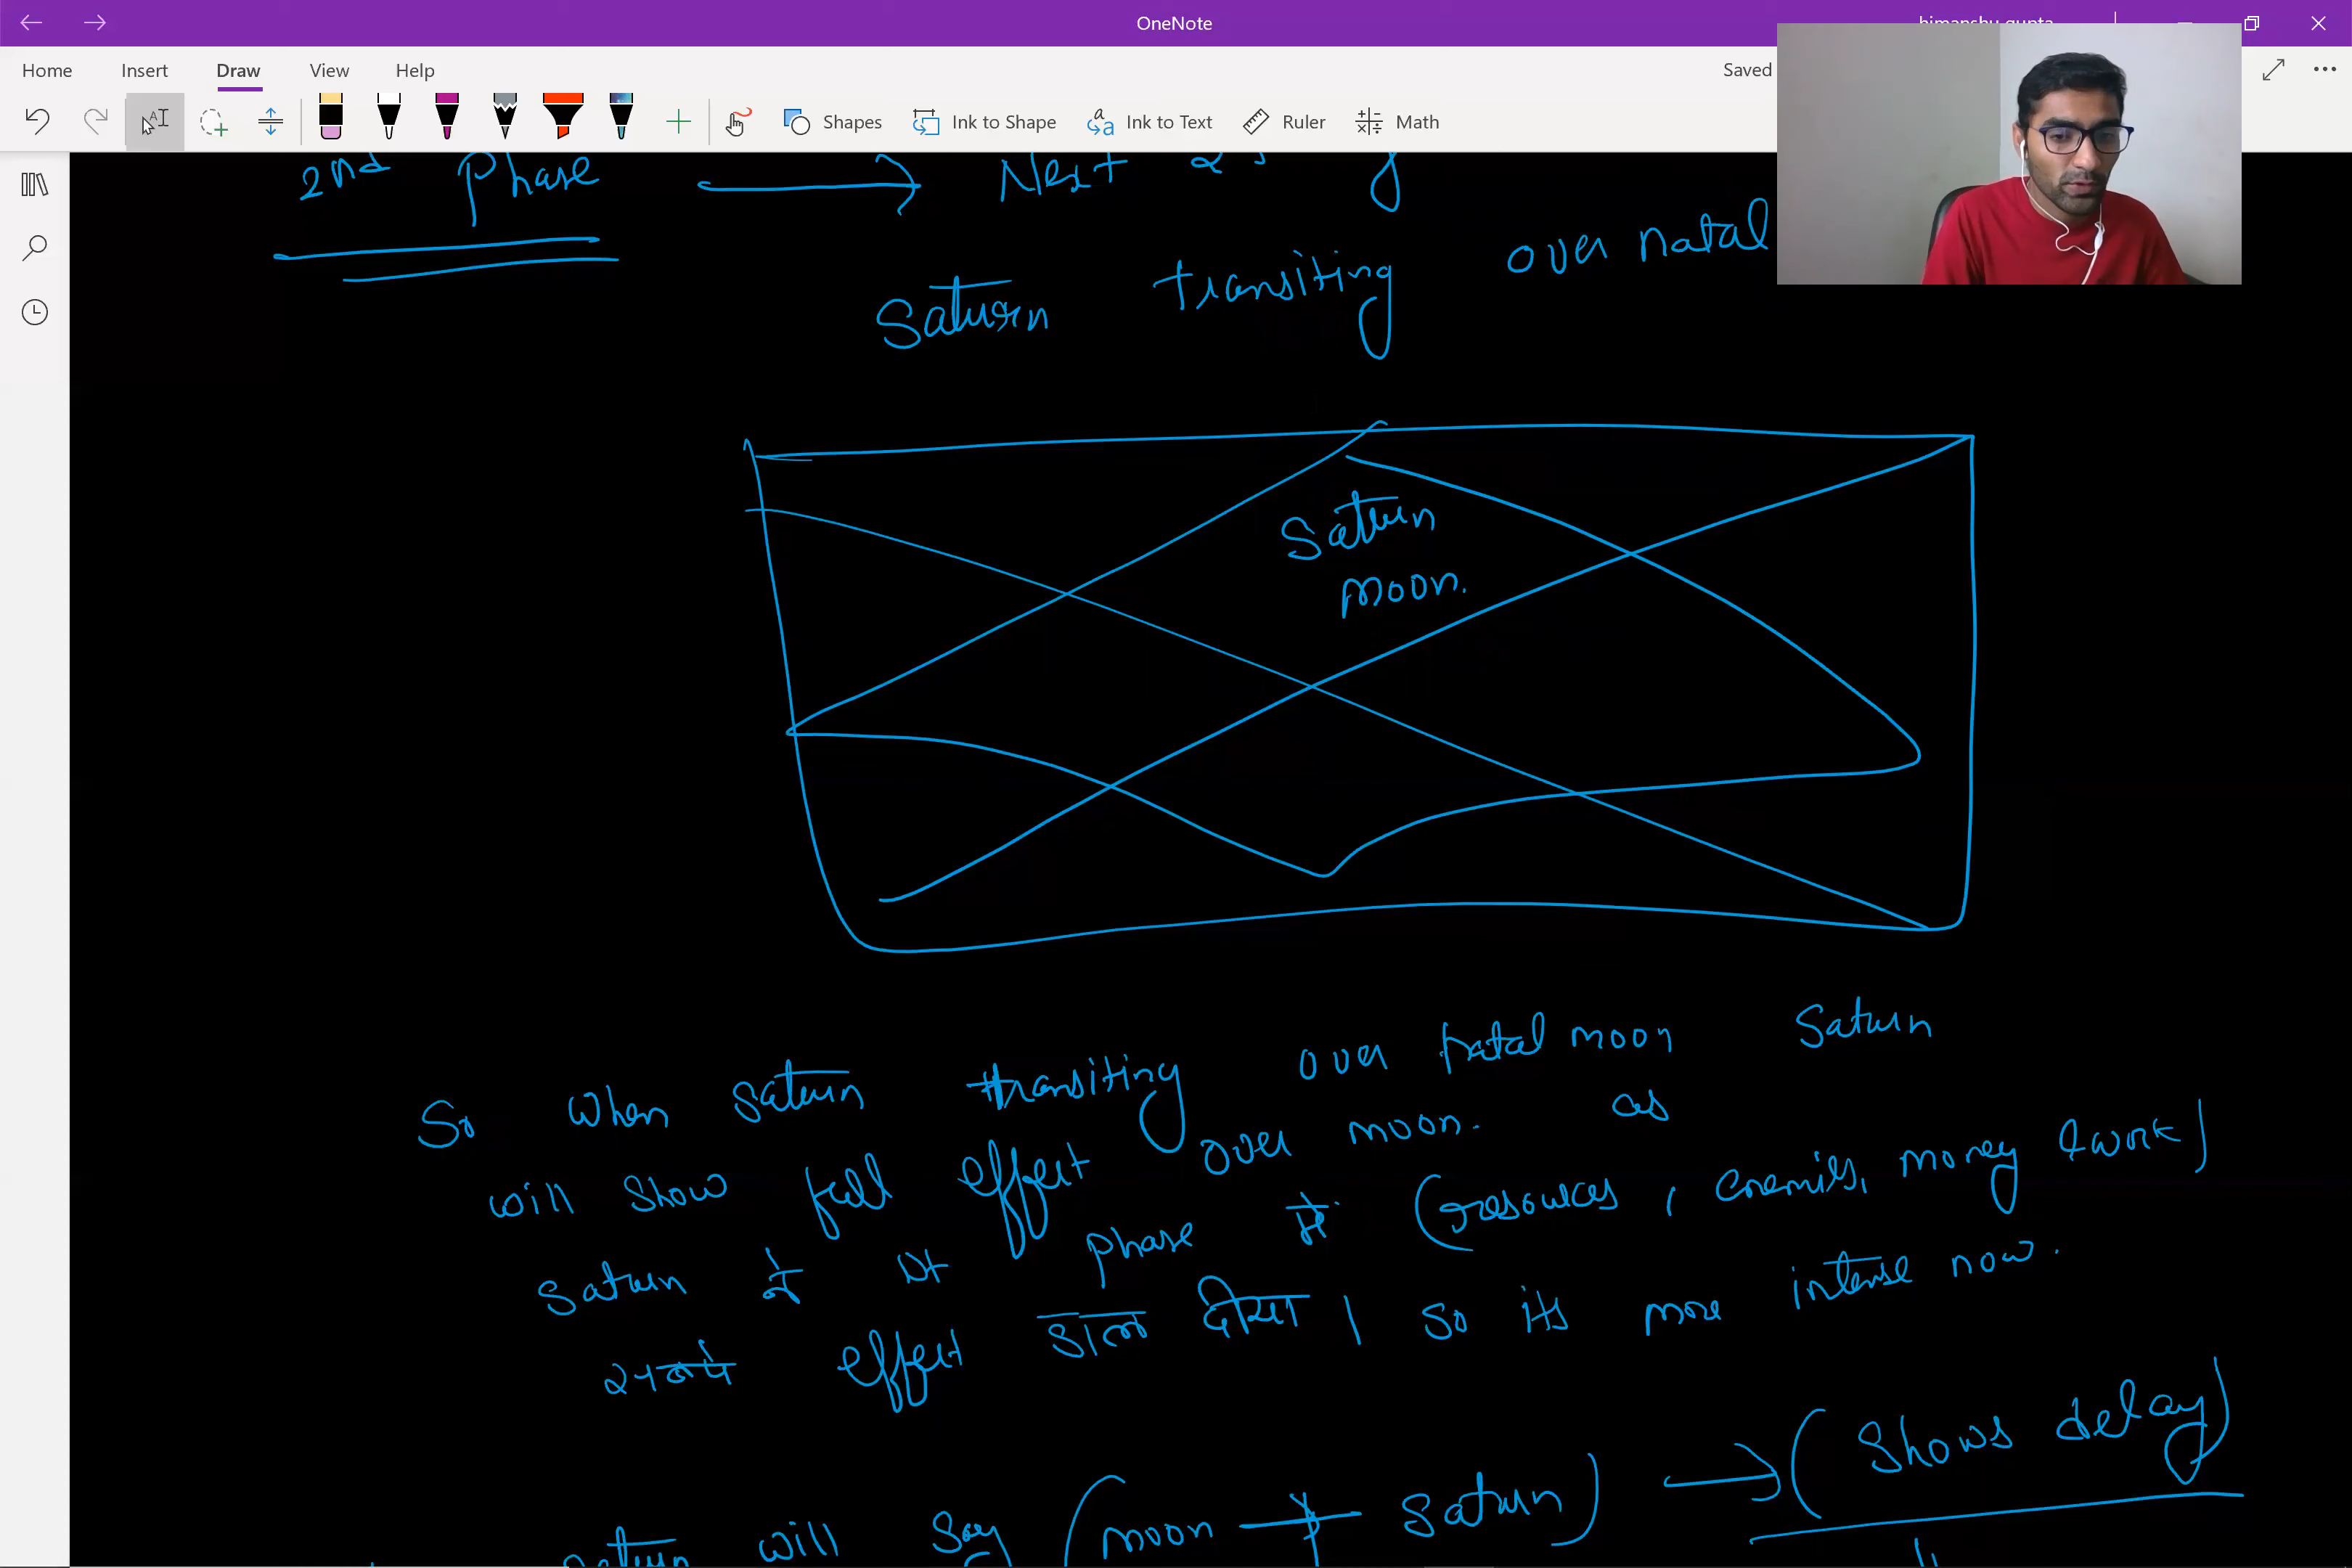 OneNote
himanshu gupta
Home Insert Draw View Help
Saved
Shapes Ink to Shape Ink to Text Ruler Math
2nd Phase → Next 2
Saturn transiting over natal
Saturn
moon.
So when Saturn transiting over natal moon Saturn
will show full effect over moon. as
Saturn ने phase में (resources, enemies, money & work)
effect डाल दिया | so its more intense now.
will say (moon Saturn) → (Shows delay)